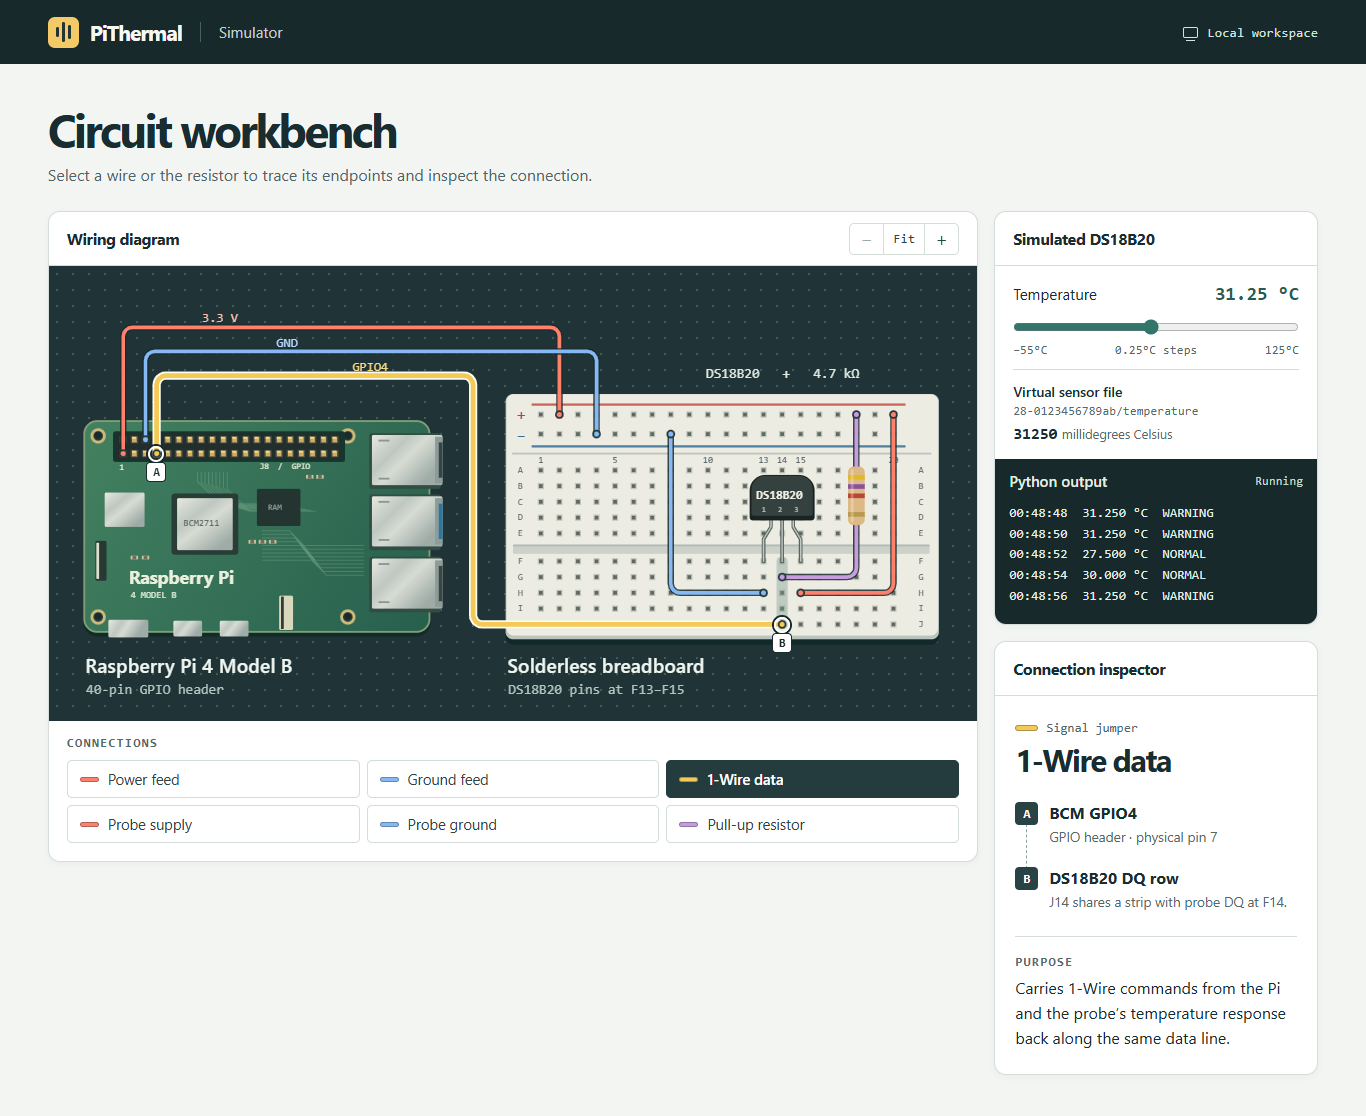 PiThermal
Simulator
Local workspace
Circuit workbench
Select a wire or the resistor to trace its endpoints and inspect the connection.
Wiring diagram
− Fit +
3.3 V
GND
GPIO4
DS18B20 + 4.7 kΩ
1
J8 / GPIO
A
BCM2711
RAM
Raspberry Pi
4 MODEL B
+
−
1 5 10 13 14 15 20
A A
B B
C C
D D
E E
F F
G G
H H
I I
J
DS18B20
1 2 3
B
Raspberry Pi 4 Model B
40-pin GPIO header
Solderless breadboard
DS18B20 pins at F13–F15
CONNECTIONS
Power feed
Ground feed
1-Wire data
Probe supply
Probe ground
Pull-up resistor
Simulated DS18B20
Temperature 31.25 °C
−55°C 0.25°C steps 125°C
Virtual sensor file
28-0123456789ab/temperature
31250 millidegrees Celsius
Python output Running
00:48:48 31.250 °C WARNING
00:48:50 31.250 °C WARNING
00:48:52 27.500 °C NORMAL
00:48:54 30.000 °C NORMAL
00:48:56 31.250 °C WARNING
Connection inspector
Signal jumper
1-Wire data
A BCM GPIO4
GPIO header · physical pin 7
B DS18B20 DQ row
J14 shares a strip with probe DQ at F14.
PURPOSE
Carries 1-Wire commands from the Pi
and the probe’s temperature response
back along the same data line.